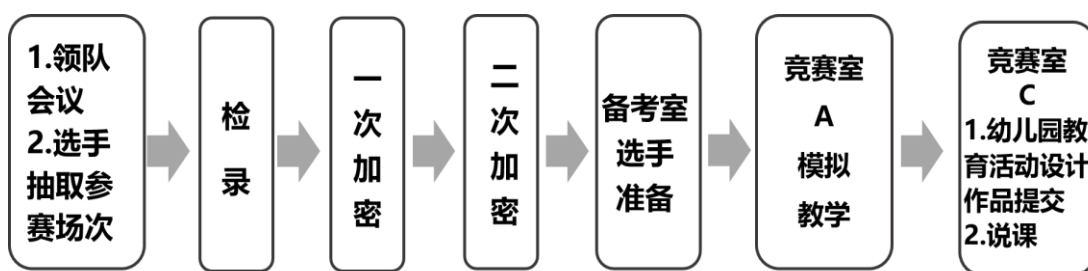 1.领队
会议
2.选手
抽取参
赛场次
检
录
一
次
加
密
二
次
加
密
备考室
选手
准备
竞赛室
A
模拟
教学
竞赛室
C
1.幼儿园教
育活动设计
作品提交
2.说课